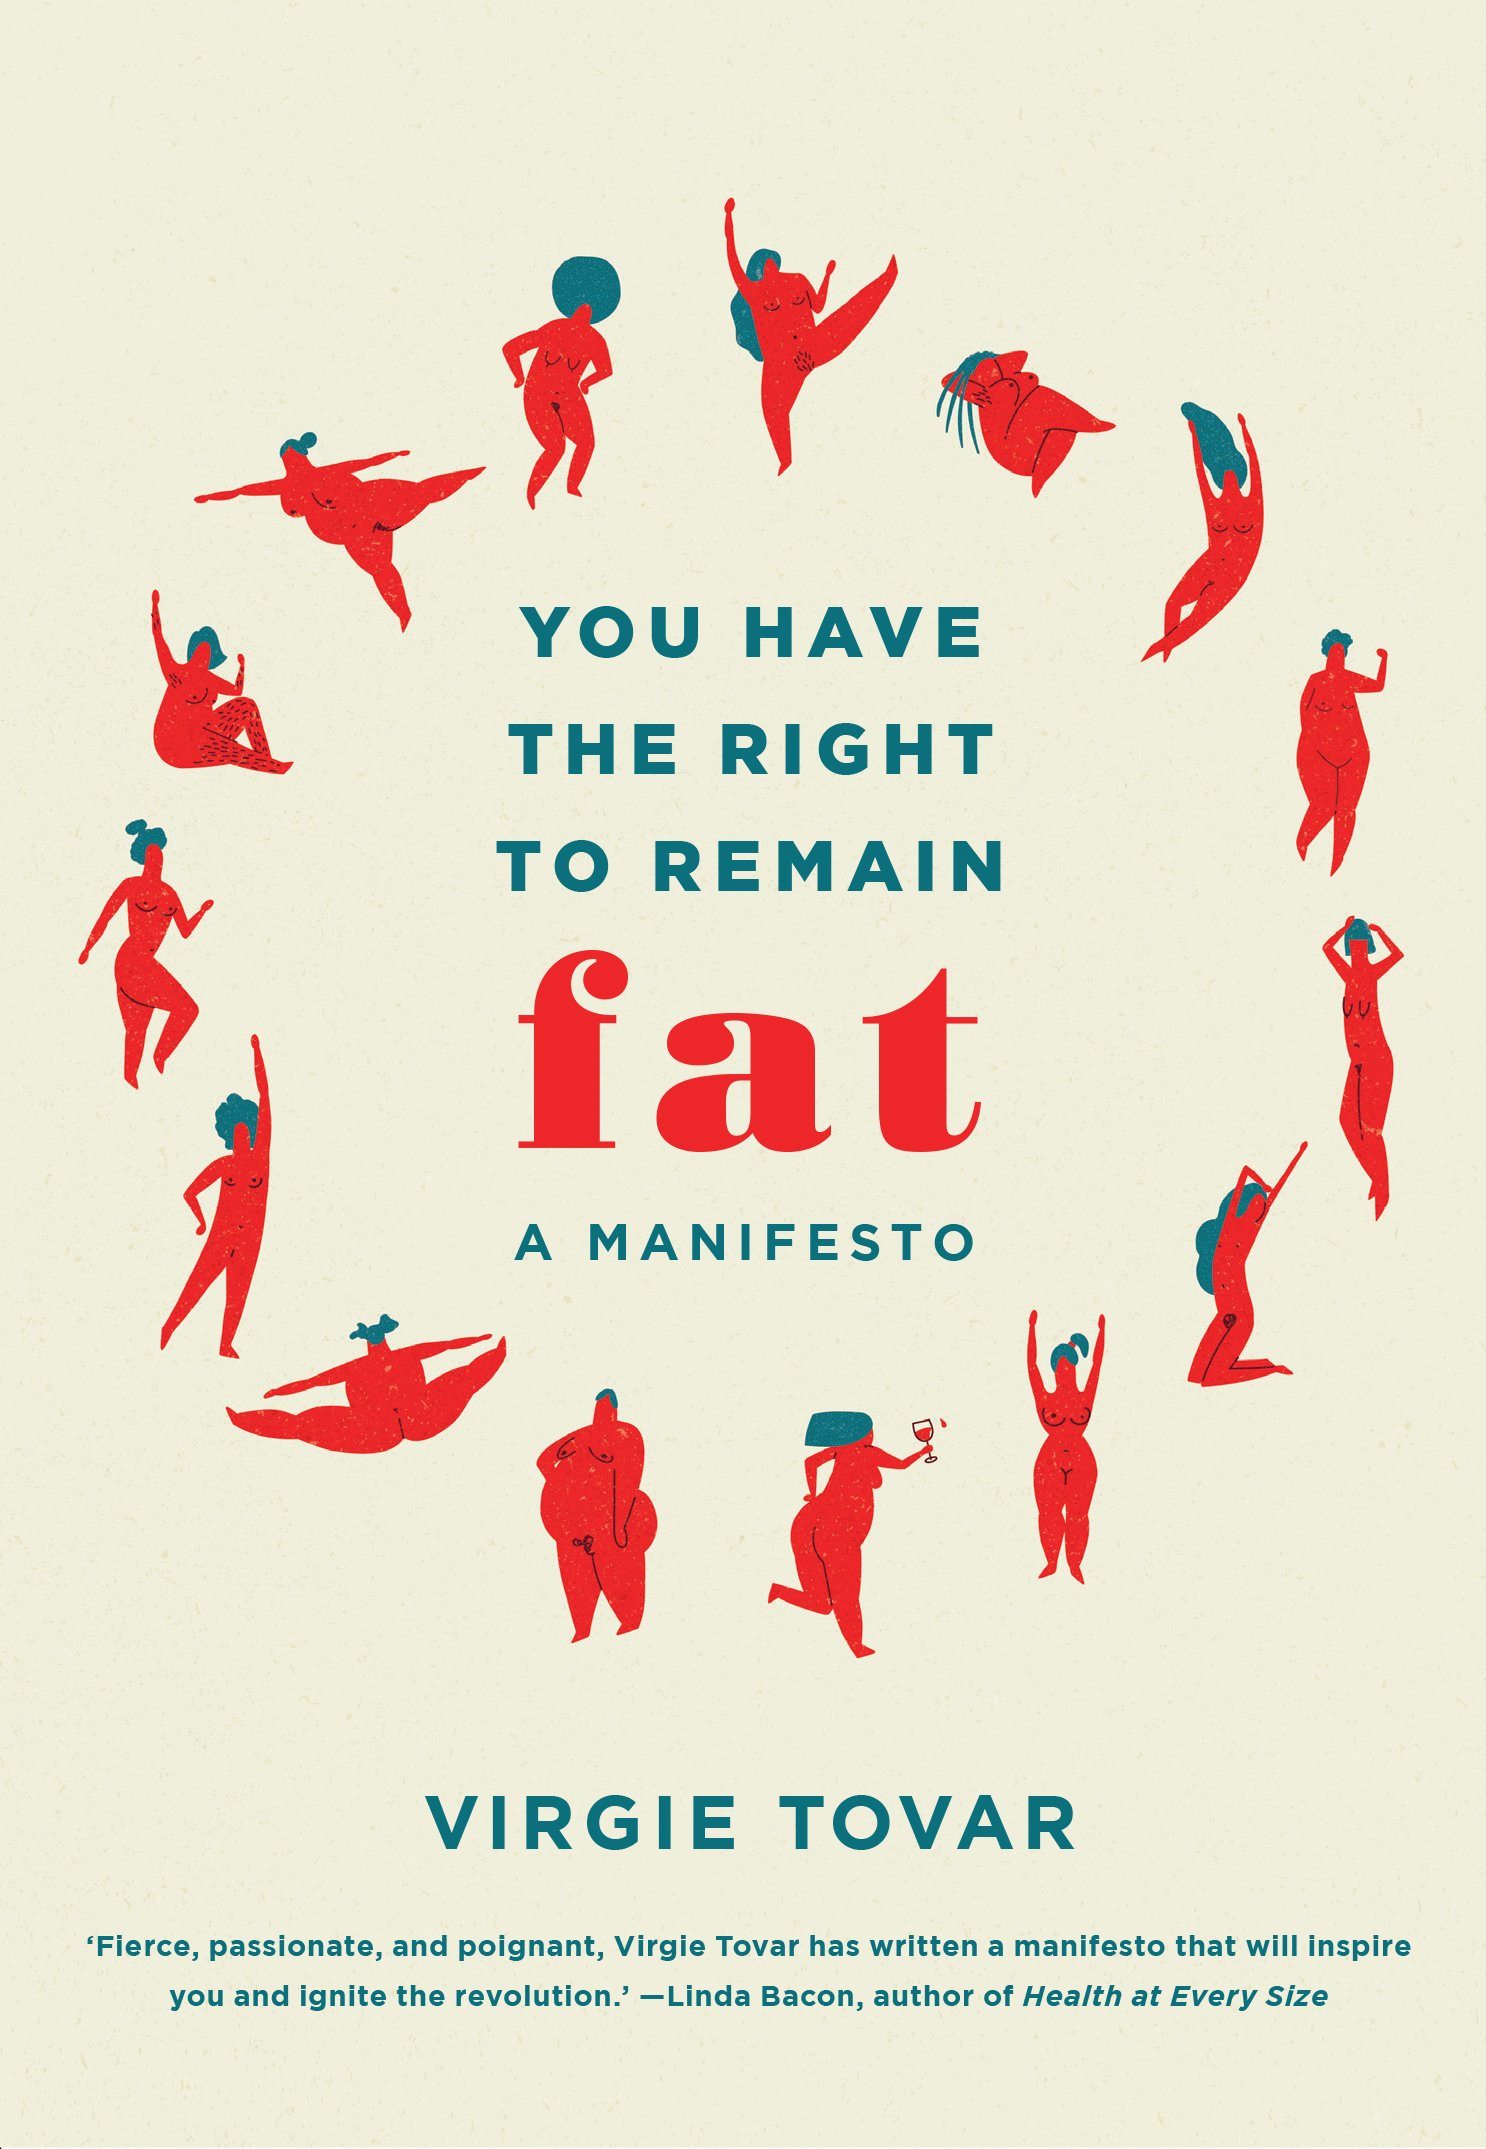 YOU HAVE
THE RIGHT
TO REMAIN
fat
A MANIFESTO
VIRGIE TOVAR
‘Fierce, passionate, and poignant, Virgie Tovar has written a manifesto that will inspire
you and ignite the revolution.’ —Linda Bacon, author of Health at Every Size